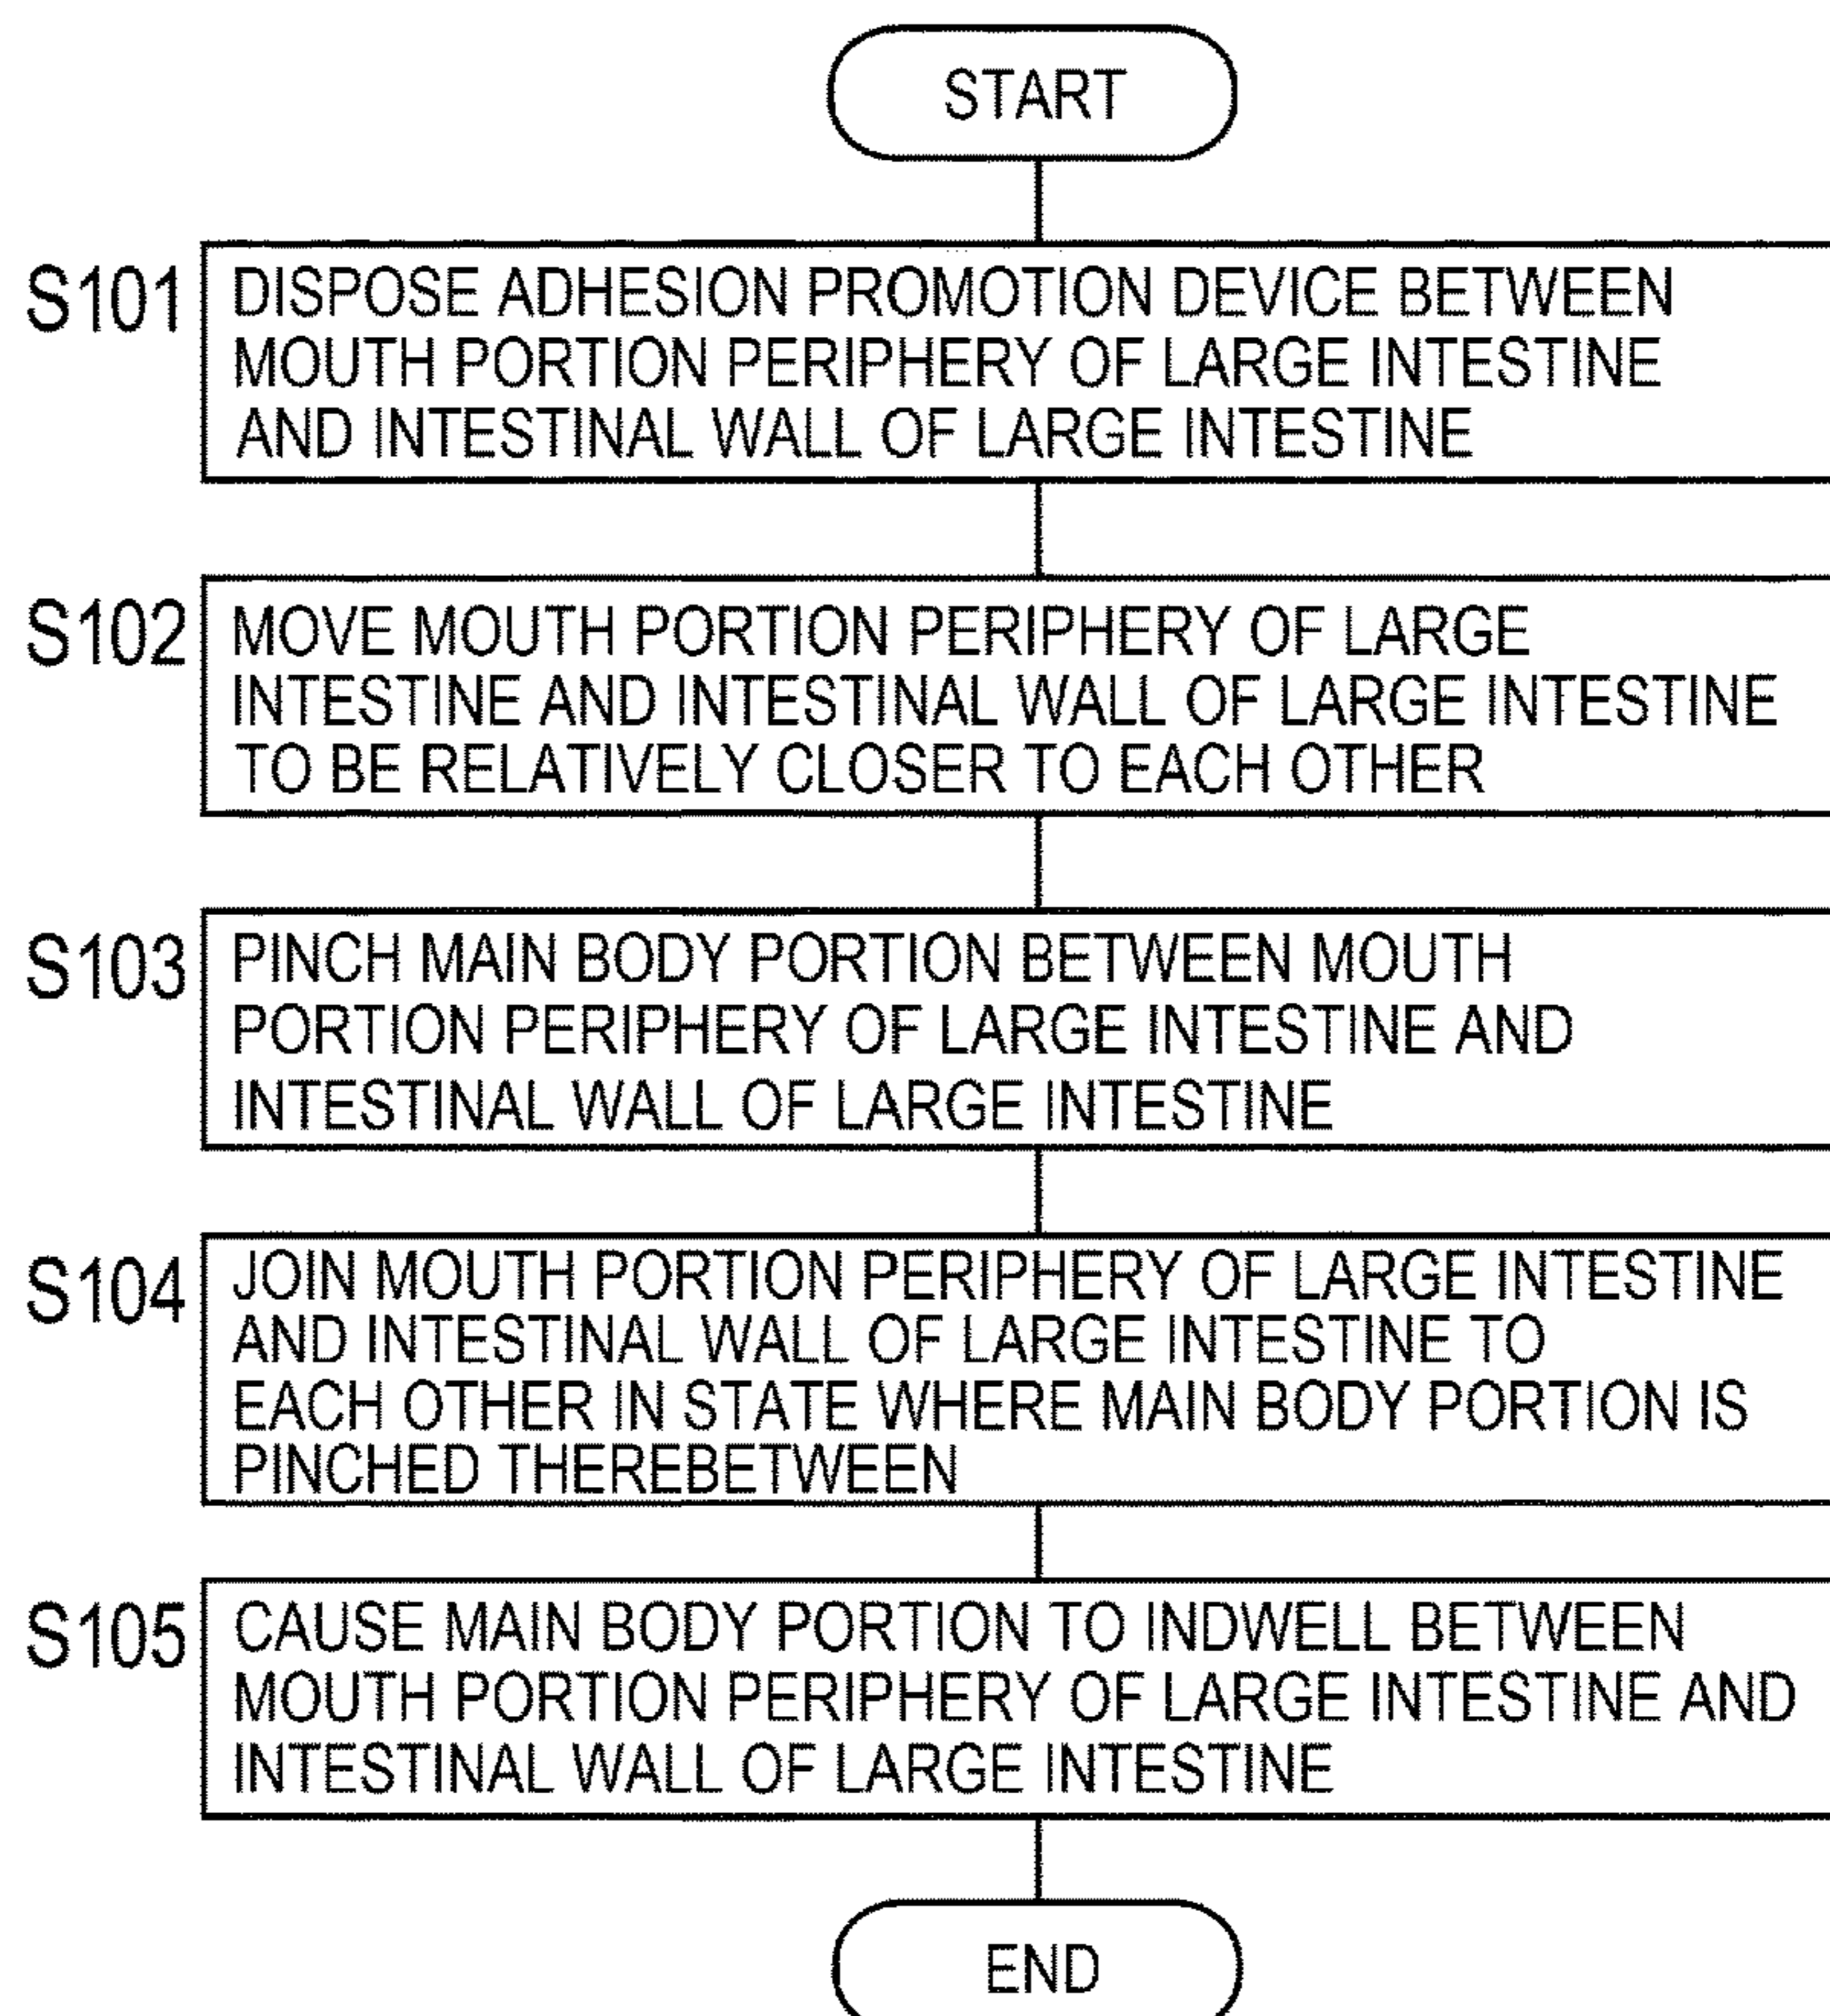 START
S101
DISPOSE ADHESION PROMOTION DEVICE BETWEEN
MOUTH PORTION PERIPHERY OF LARGE INTESTINE
AND INTESTINAL WALL OF LARGE INTESTINE
S102
MOVE MOUTH PORTION PERIPHERY OF LARGE
INTESTINE AND INTESTINAL WALL OF LARGE INTESTINE
TO BE RELATIVELY CLOSER TO EACH OTHER
S103
PINCH MAIN BODY PORTION BETWEEN MOUTH
PORTION PERIPHERY OF LARGE INTESTINE AND
INTESTINAL WALL OF LARGE INTESTINE
S104
JOIN MOUTH PORTION PERIPHERY OF LARGE INTESTINE
AND INTESTINAL WALL OF LARGE INTESTINE TO
EACH OTHER IN STATE WHERE MAIN BODY PORTION IS
PINCHED THEREBETWEEN
S105
CAUSE MAIN BODY PORTION TO INDWELL BETWEEN
MOUTH PORTION PERIPHERY OF LARGE INTESTINE AND
INTESTINAL WALL OF LARGE INTESTINE
END